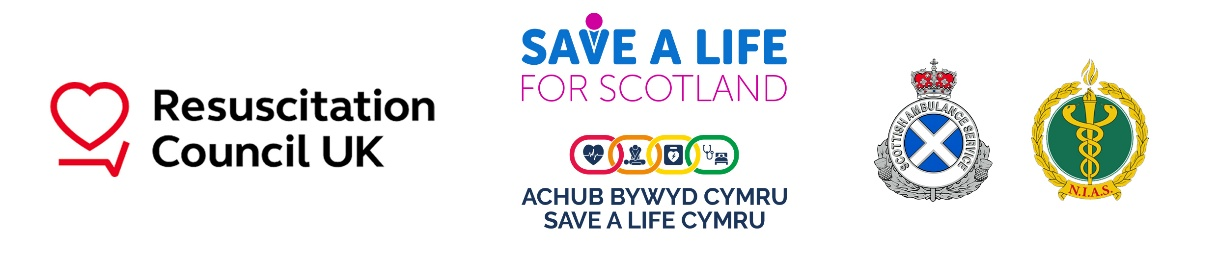 Resuscitation
Council UK
SAVE A LIFE
FOR SCOTLAND
ACHUB BYWYD CYMRU
SAVE A LIFE CYMRU
SCOTTISH AMBULANCE SERVICE
N.I.A.S.